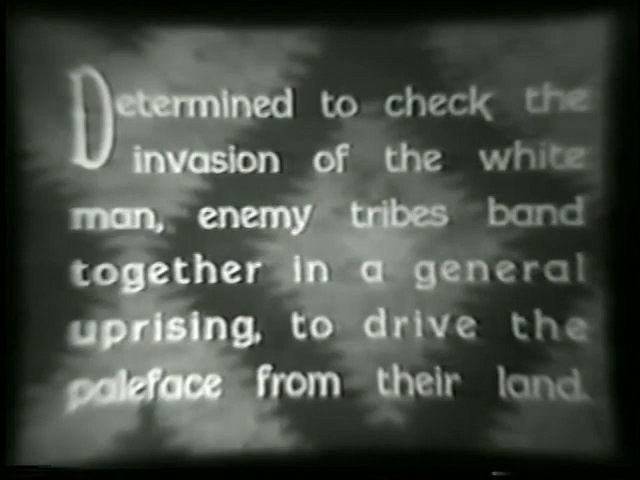 Determined to check the
invasion of the white
man, enemy tribes band
together in a general
uprising, to drive the
paleface from their land.